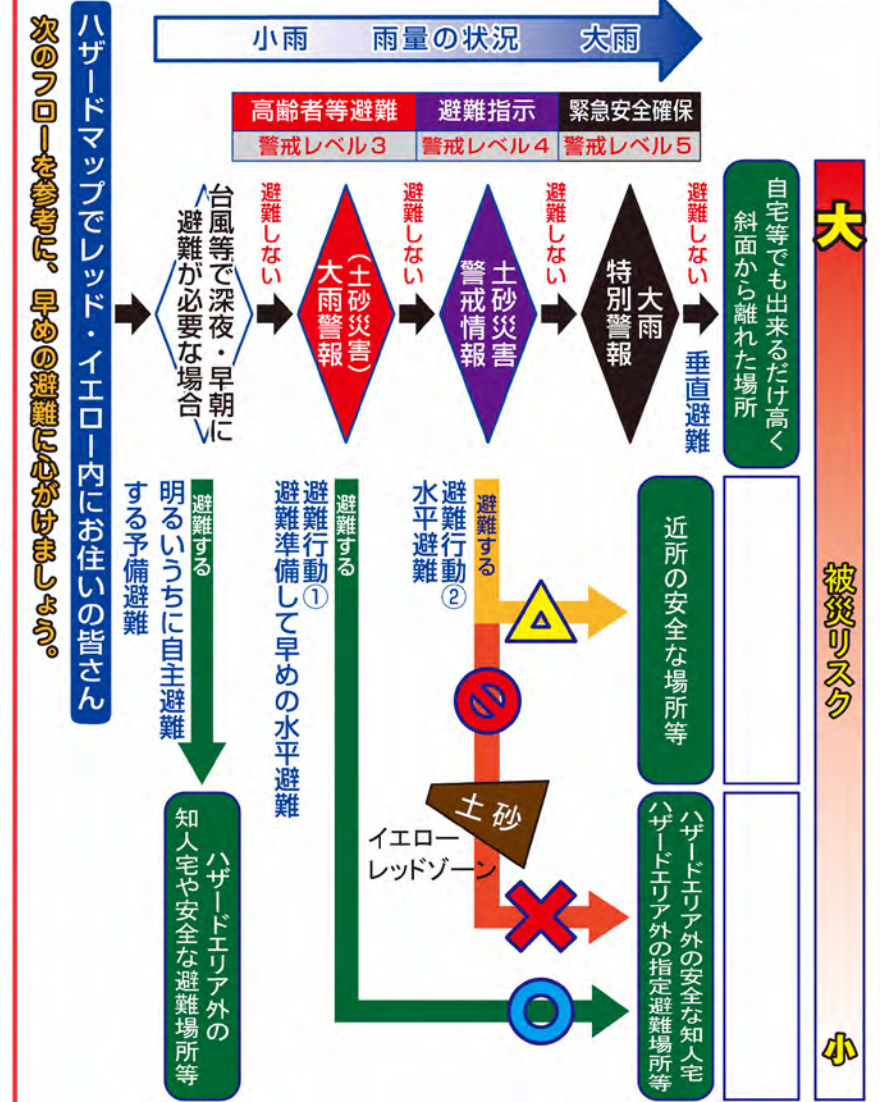 小雨 雨量の状況 大雨
ハザードマップでレッド・イエロー内にお住いの皆さん
次のフローを参考に、早めの避難に心がけましょう。
高齢者等避難
避難指示
緊急安全確保
警戒レベル3
警戒レベル4
警戒レベル5
台風等で深夜・早朝に
避難が必要な場合
避難しない
(土砂災害)
大雨警報
避難しない
土砂災害
警戒情報
避難しない
大雨
特別警報
避難しない
垂直避難
自宅等でも出来るだけ高く
斜面から離れた場所
避難する
明るいうちに自主避難
する予備避難
ハザードエリア外の
知人宅や安全な避難場所等
避難する
避難行動①
避難準備して早めの水平避難
避難する
避難行動②
水平避難
近所の安全な場所等
土砂
イエロー
レッドゾーン
ハザードエリア外の安全な知人宅
ハザードエリア外の指定避難場所等
大
被災リスク
小